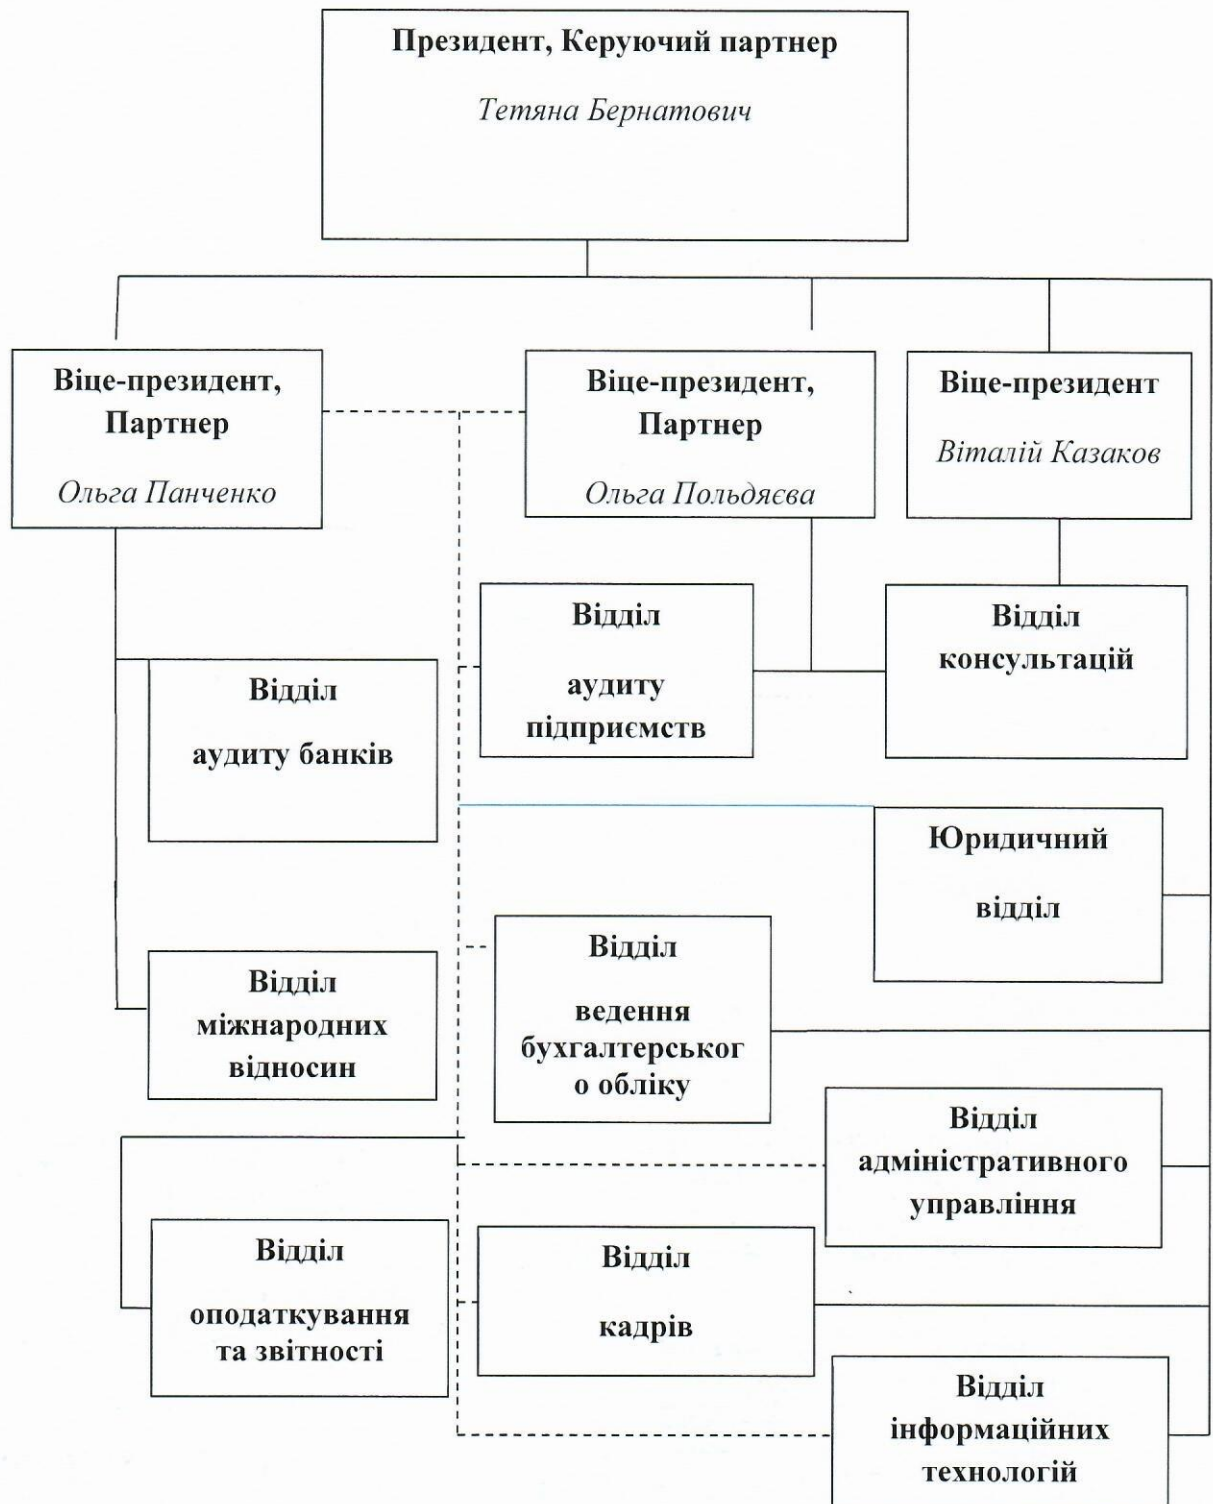 Президент, Керуючий партнер
Тетяна Бернатович
Віце-президент,
Партнер
Ольга Панченко
Віце-президент,
Партнер
Ольга Польдяєва
Віце-президент
Віталій Казаков
Відділ
аудиту
підприємств
Відділ
консультацій
Відділ
аудиту банків
Юридичний
відділ
Відділ
міжнародних
відносин
Відділ
ведення
бухгалтерськог
о обліку
Відділ
адміністративного
управління
Відділ
оподаткування
та звітності
Відділ
кадрів
Відділ
інформаційних
технологій